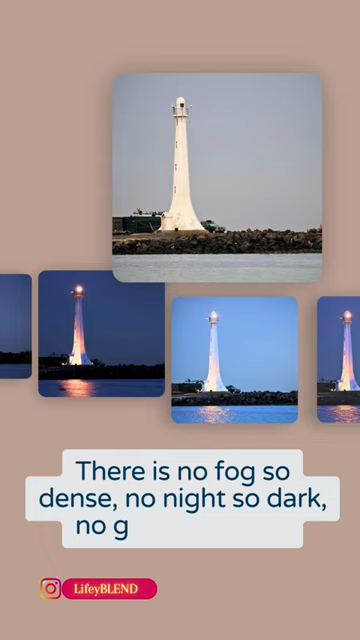 There is no fog so
dense, no night so dark,
no g
LifeyBLEND